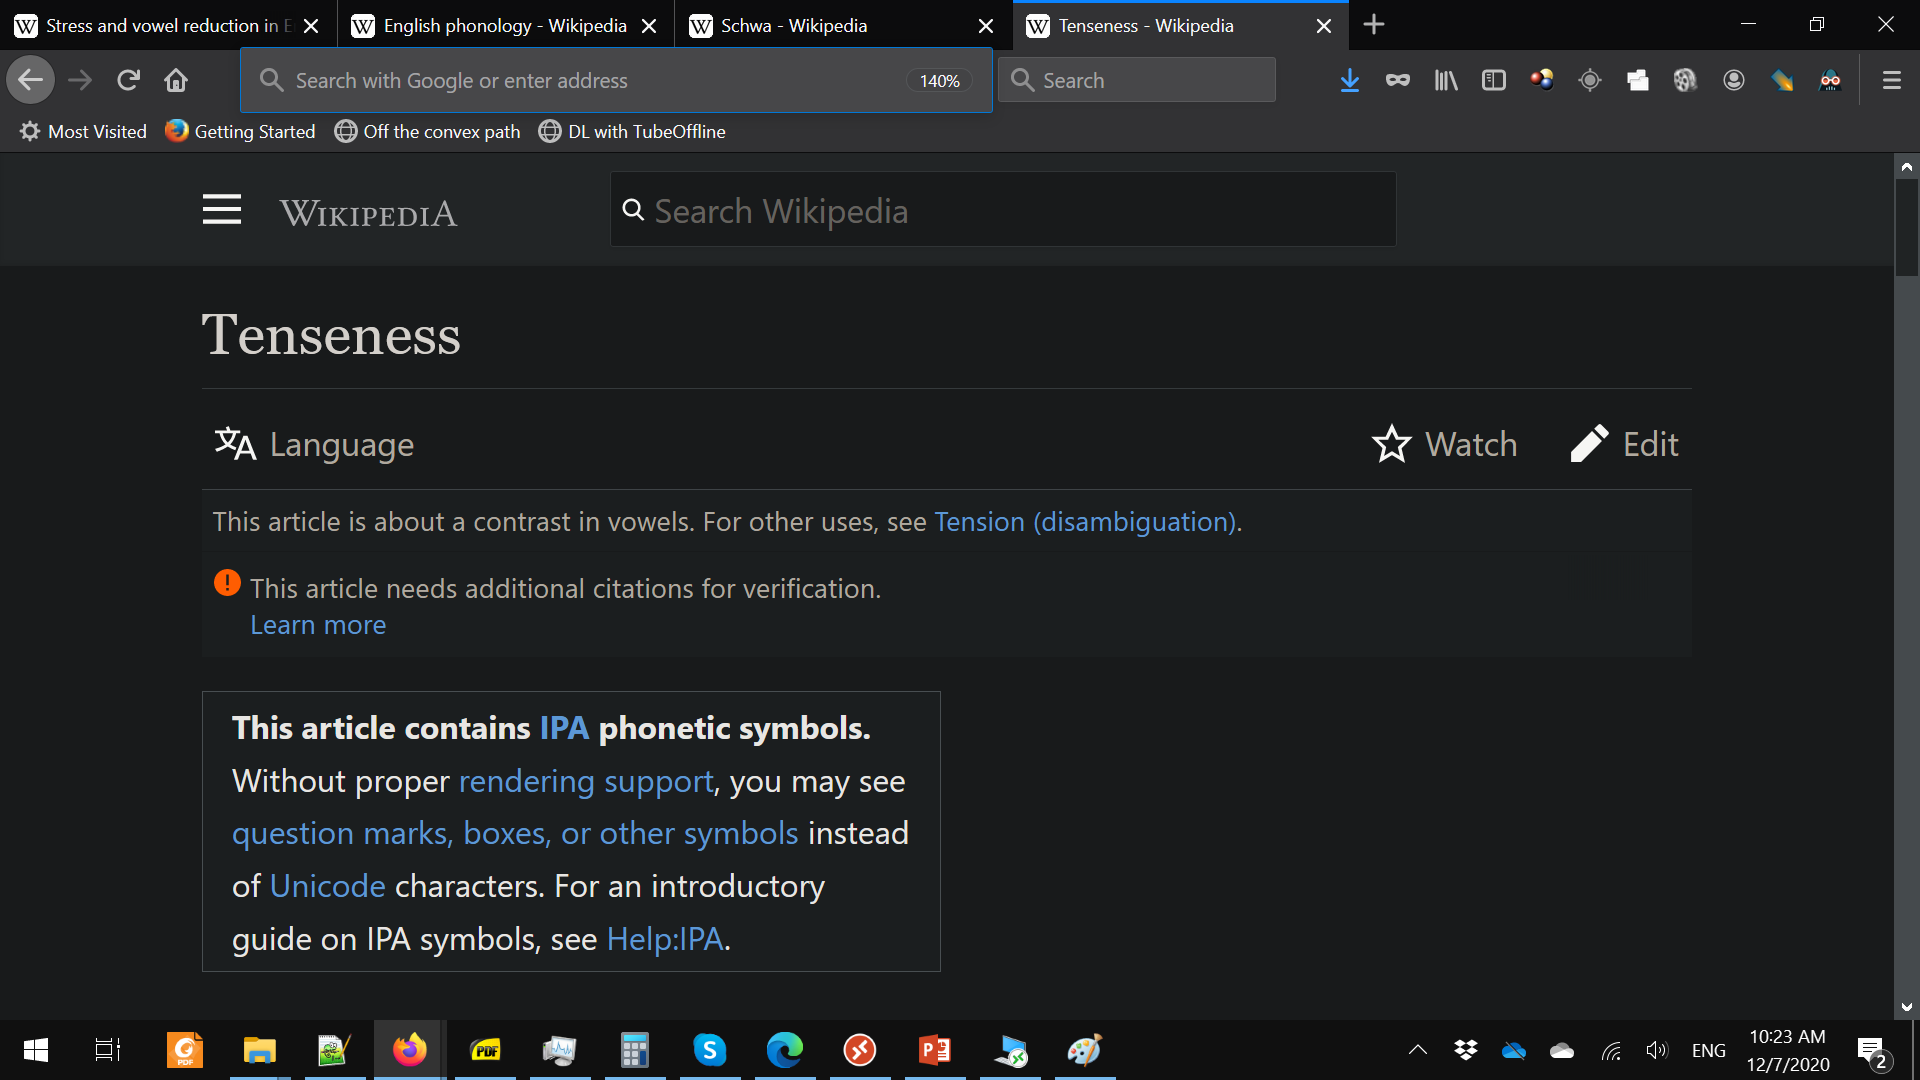 Stress and vowel reduction in E
English phonology - Wikipedia
Schwa - Wikipedia
Tenseness - Wikipedia
Search with Google or enter address
140%
Search
Most Visited
Getting Started
Off the convex path
DL with TubeOffline
WIKIPEDIA
Search Wikipedia
Tenseness
Language
Watch
Edit
This article is about a contrast in vowels. For other uses, see Tension (disambiguation).
This article needs additional citations for verification.
Learn more
This article contains IPA phonetic symbols.
Without proper rendering support, you may see
question marks, boxes, or other symbols instead
of Unicode characters. For an introductory
guide on IPA symbols, see Help:IPA.
ENG
10:23 AM
12/7/2020
2